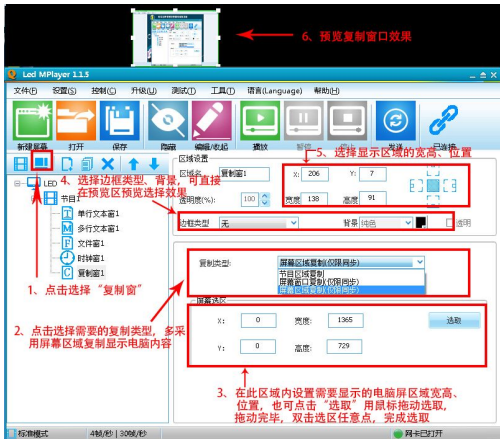 6、预览复制窗口效果
Led MPlayer 1.1.5
文件(F) 设置(S) 控制(C) 升级(U) 测试(T) 工具(T) 语言(Language) 帮助(H)
新建屏幕 打开 保存 隐藏 编辑/收起 播放 暂停 停止 发送 已连接
区域设置
5、选择显示区域的宽高、位置
区域名 复制窗1 X: 206 Y: 7
LED
4、选择边框类型、背景,可直接
在预览区预览选择效果
节目1
透明度(%): 100 宽度 138 高度 91
T 单行文本窗1
边框类型 无 背景 纯色 透明
M 多行文本窗1
F 文件窗1
时钟窗1
C 复制窗1
复制类型: 屏幕区域复制(仅限同步)
节目区域复制
屏幕窗口复制(仅限同步)
屏幕区域复制(仅限同步)
1、点击选择“复制窗”
屏幕选区
2、点击选择需要的复制类型,多采
用屏幕区域复制显示电脑内容
X: 0 宽度: 1365 选取
Y: 0 高度: 729
3、在此区域内设置需要显示的电脑屏区域宽高、
位置,也可点击“选取”用鼠标拖动选取,
拖动完毕,双击选区任意点,完成选取
标准模式 4帧/秒 | 30帧/秒 网卡已打开